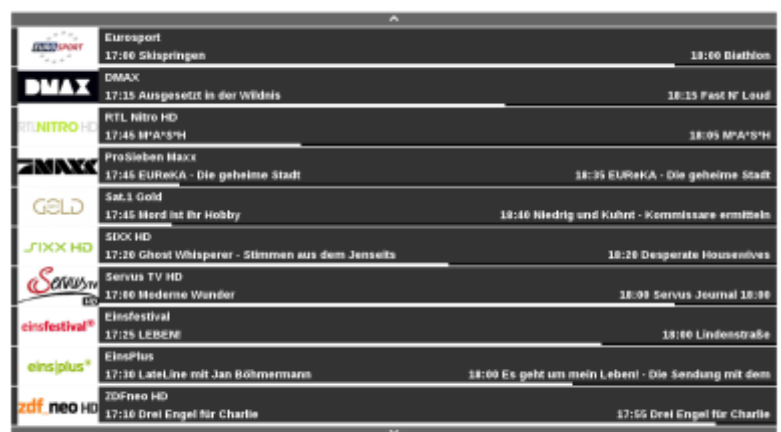 EUROSPORT
Eurosport
17:00 Skispringen 18:00 Biathlon
DMAX
DMAX
17:15 Ausgesetzt in der Wildnis 18:15 Fast N' Loud
RTLNITRO HD
RTL Nitro HD
17:45 M*A*S*H 18:05 M*A*S*H
MAXX
ProSieben Maxx
17:45 EUReKA - Die geheime Stadt 18:35 EUReKA - Die geheime Stadt
GOLD
Sat.1 Gold
17:45 Mord ist ihr Hobby 18:40 Niedrig und Kuhnt - Kommissare ermitteln
SIXX HD
SIXX HD
17:20 Ghost Whisperer - Stimmen aus dem Jenseits 18:20 Desperate Housewives
ServusTV
HD
Servus TV HD
17:00 Moderne Wunder 18:00 Servus Journal 18:00
einsfestival
Einsfestival
17:25 LEBEN! 18:00 Lindenstraße
eins|plus
EinsPlus
17:30 LateLine mit Jan Böhmermann 18:00 Es geht um mein Leben! - Die Sendung mit dem
zdf_neo HD
ZDFneo HD
17:10 Drei Engel für Charlie 17:55 Drei Engel für Charlie